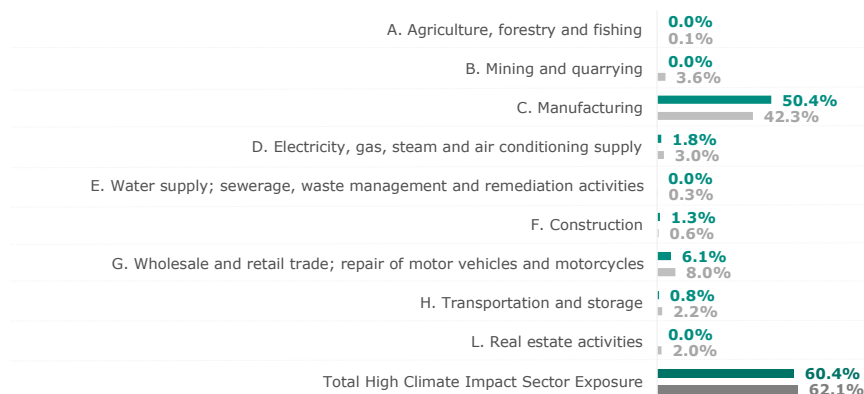 A. Agriculture, forestry and fishing 0.0%
0.1%
B. Mining and quarrying 0.0%
3.6%
C. Manufacturing 50.4%
42.3%
D. Electricity, gas, steam and air conditioning supply 1.8%
3.0%
E. Water supply; sewerage, waste management and remediation activities 0.0%
0.3%
F. Construction 1.3%
0.6%
G. Wholesale and retail trade; repair of motor vehicles and motorcycles 6.1%
8.0%
H. Transportation and storage 0.8%
2.2%
L. Real estate activities 0.0%
2.0%
Total High Climate Impact Sector Exposure 60.4%
62.1%